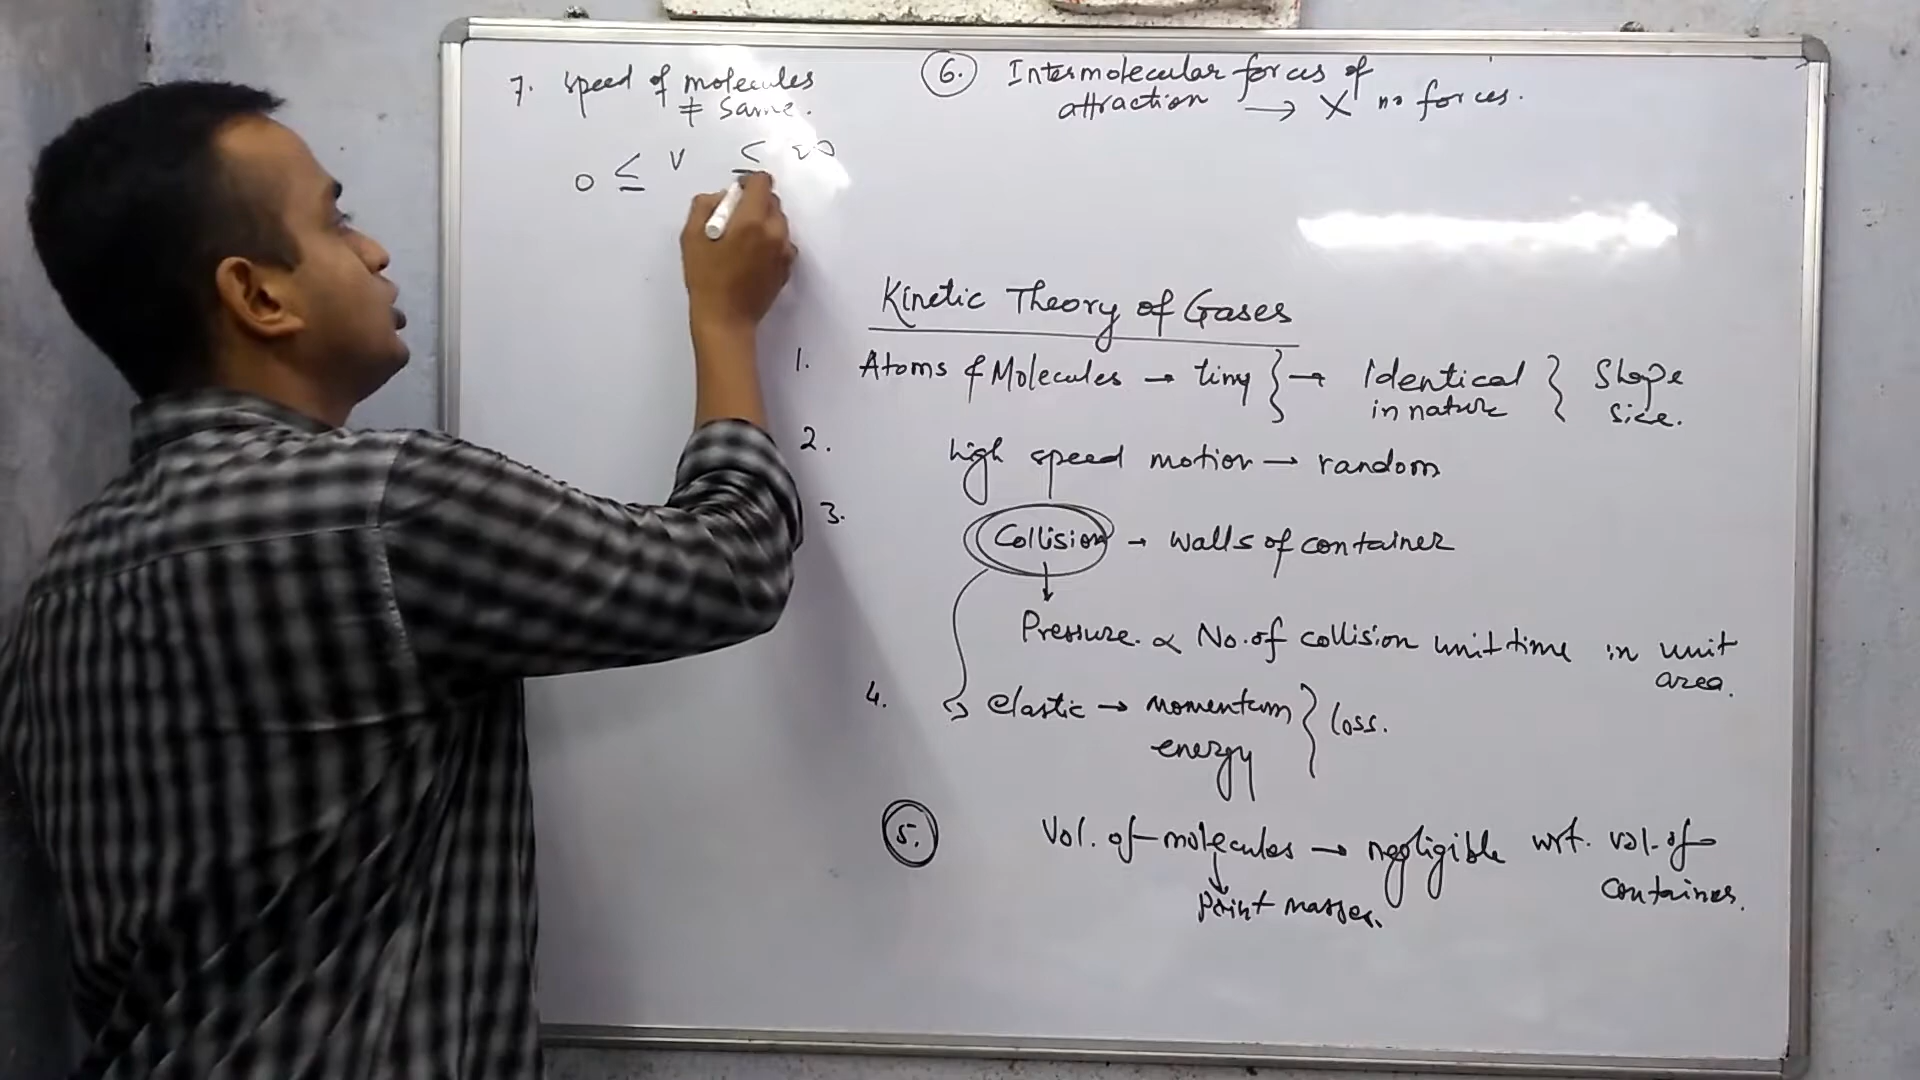 7. Speed of molecules
≠ Same.
0 ≤ v ≤ ∞
6. Intermolecular forces of
attraction → X no forces.
Kinetic Theory of Gases
1. Atoms & Molecules → tiny } → Identical } Shape
in nature size.
2. high speed motion → random
3. Collision → walls of container
Pressure ∝ No. of collision unit time in unit
area.
4. elastic → momentum } loss.
energy
5. Vol. of molecules → negligible wrt. vol. of
container.
Point masses.